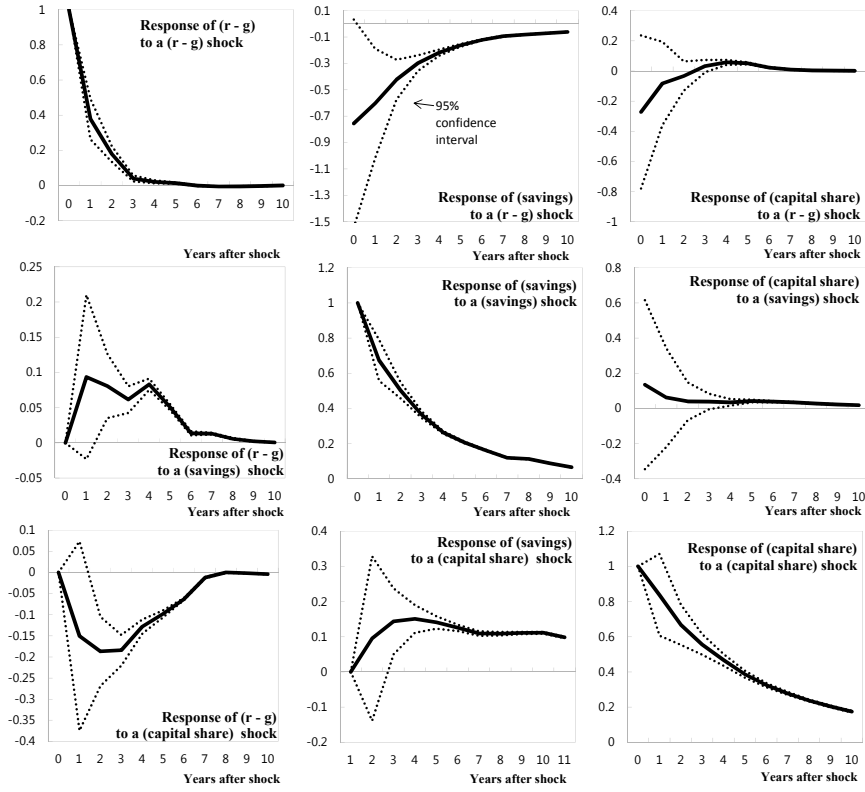 1
0.8
0.6
0.4
0.2
0
-0.2
Response of (r - g)
to a (r - g) shock
0 1 2 3 4 5 6 7 8 9 10
Years after shock
0.1
-0.1
-0.3
-0.5
-0.7
-0.9
-1.1
-1.3
-1.5
95%
confidence
interval
Response of (savings)
to a (r - g) shock
0 1 2 3 4 5 6 7 8 9 10
Years after shock
0.4
0.2
0
-0.2
-0.4
-0.6
-0.8
-1
Response of (capital share)
to a (r - g) shock
0 1 2 3 4 5 6 7 8 9 10
Years after shock
0.25
0.2
0.15
0.1
0.05
0
-0.05
Response of (r - g)
to a (savings) shock
0 1 2 3 4 5 6 7 8 9 10
Years after shock
1.2
1
0.8
0.6
0.4
0.2
0
Response of (savings)
to a (savings) shock
0 1 2 3 4 5 6 7 8 9 10
Years after shock
0.8
0.6
0.4
0.2
0
-0.2
-0.4
Response of (capital share)
to a (savings) shock
0 1 2 3 4 5 6 7 8 9 10
Years after shock
0.1
0.05
0
-0.05
-0.1
-0.15
-0.2
-0.25
-0.3
-0.35
-0.4
Response of (r - g)
to a (capital share) shock
0 1 2 3 4 5 6 7 8 9 10
Years after shock
0.4
0.3
0.2
0.1
0
-0.1
-0.2
Response of (savings)
to a (capital share) shock
1 2 3 4 5 6 7 8 9 10 11
Years after shock
1.2
1
0.8
0.6
0.4
0.2
0
Response of (capital share)
to a (capital share) shock
0 1 2 3 4 5 6 7 8 9 10
Years after shock